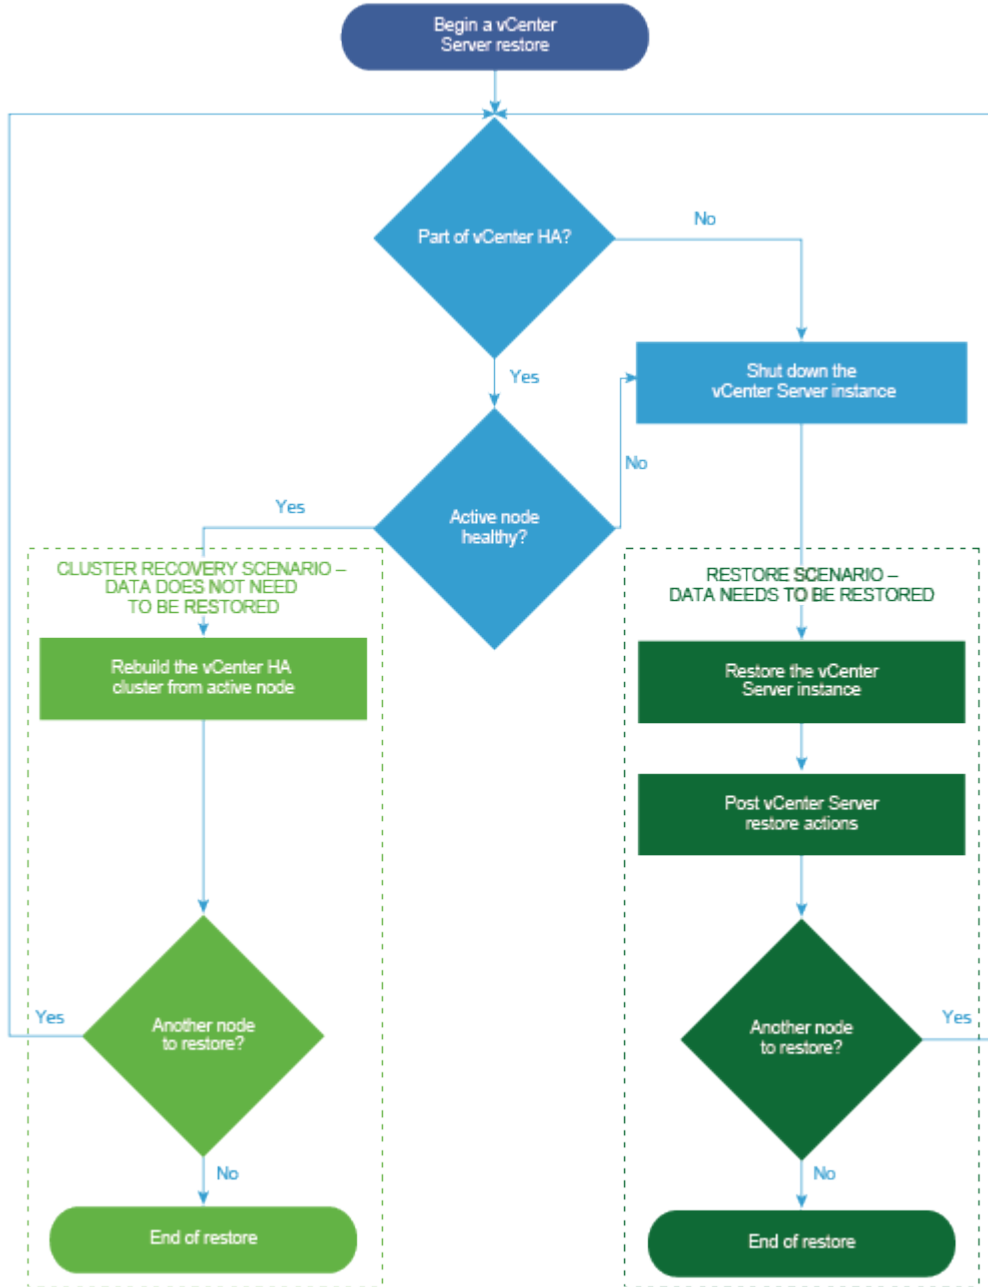 Begin a vCenter
Server restore
Part of vCenter HA?
No
Yes
Shut down the
vCenter Server instance
No
Yes
Active node
healthy?
CLUSTER RECOVERY SCENARIO –
DATA DOES NOT NEED
TO BE RESTORED
RESTORE SCENARIO –
DATA NEEDS TO BE RESTORED
Rebuild the vCenter HA
cluster from active node
Restore the vCenter
Server instance
Post vCenter Server
restore actions
Yes
Another node
to restore?
Another node
to restore?
Yes
No
No
End of restore
End of restore